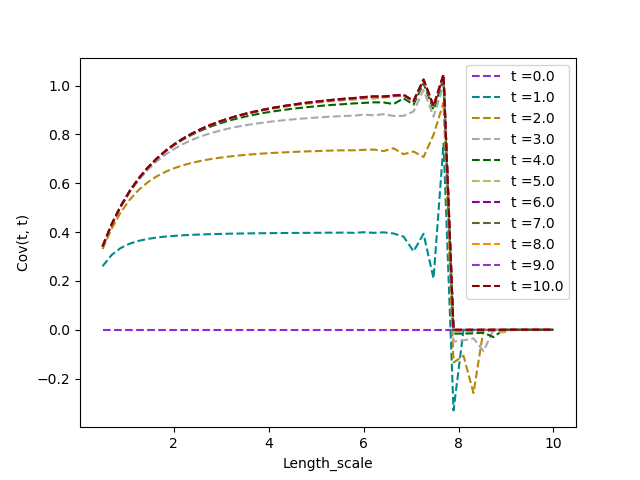 t =0.0
t =1.0
t =2.0
t =3.0
t =4.0
t =5.0
t =6.0
t =7.0
t =8.0
t =9.0
t =10.0
1.0
0.8
0.6
0.4
0.2
0.0
−0.2
Cov(t, t)
2
4
6
8
10
Length_scale